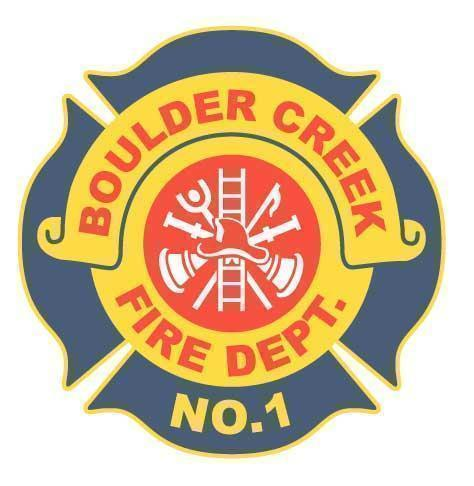 BOULDER CREEK
FIRE DEPT.
NO.1